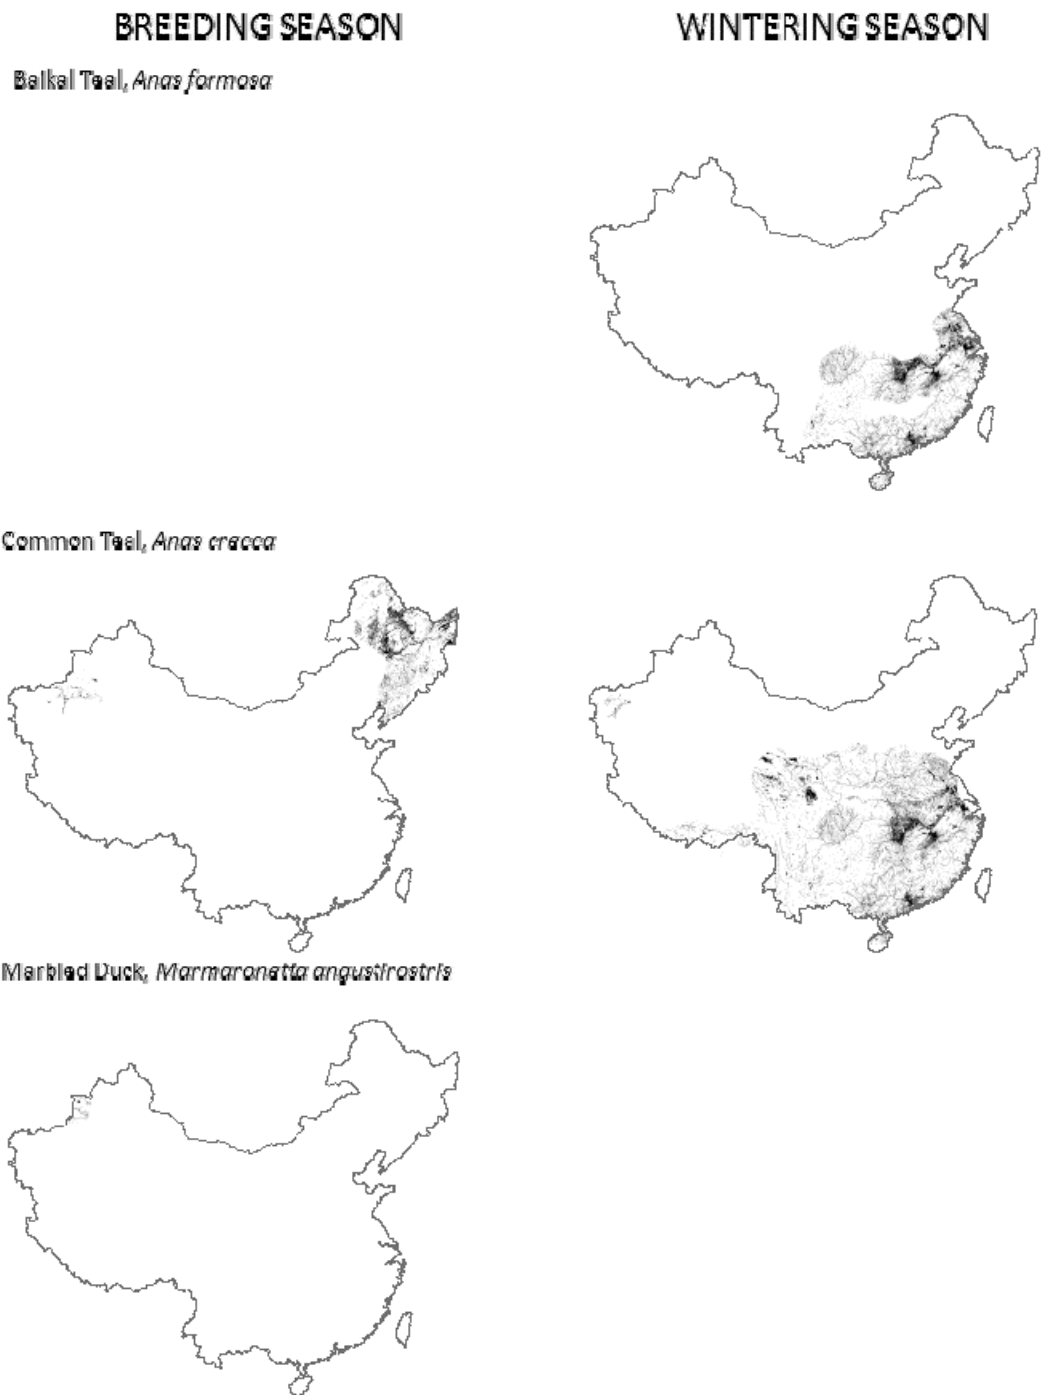 BREEDING SEASON
WINTERING SEASON
Baikal Teal, Anas formosa
Common Teal, Anas crecca
Marbled Duck, Marmaronetta angustirostris